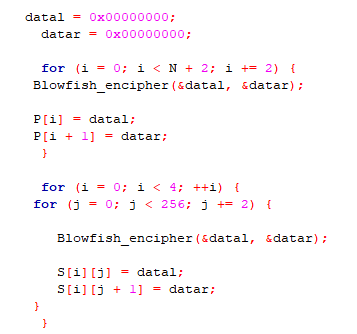 datal = 0x00000000;
datar = 0x00000000;
for (i = 0; i < N + 2; i += 2) {
Blowfish_encipher(&datal, &datar);
P[i] = datal;
P[i + 1] = datar;
}
for (i = 0; i < 4; ++i) {
for (j = 0; j < 256; j += 2) {
Blowfish_encipher(&datal, &datar);
S[i][j] = datal;
S[i][j + 1] = datar;
}
}